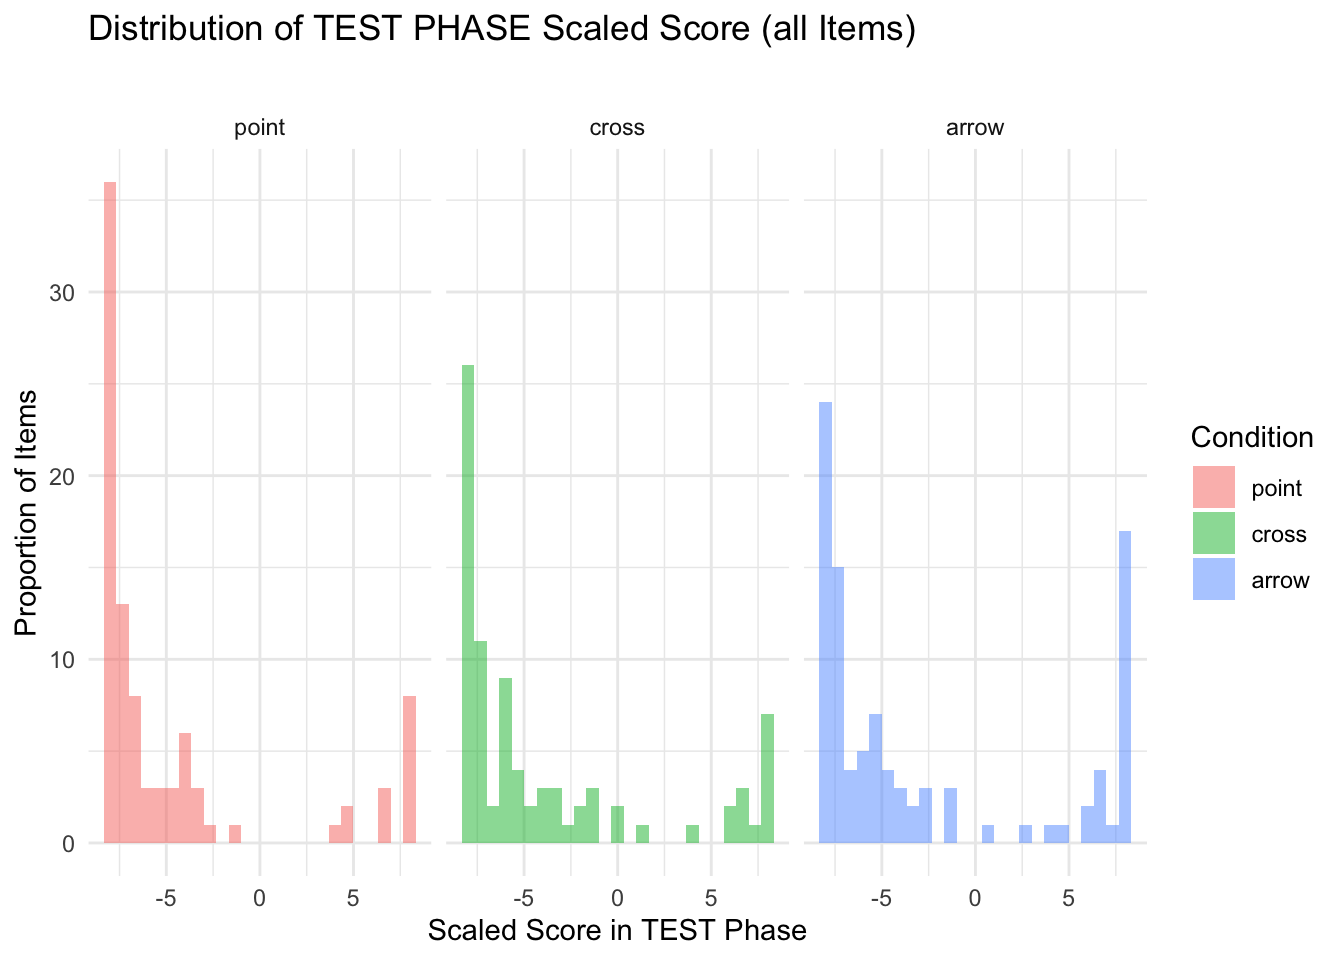 Distribution of TEST PHASE Scaled Score (all Items)
point
cross
arrow
Proportion of Items
30
20
10
0
-5 0 5
-5 0 5
-5 0 5
Scaled Score in TEST Phase
Condition
point
cross
arrow